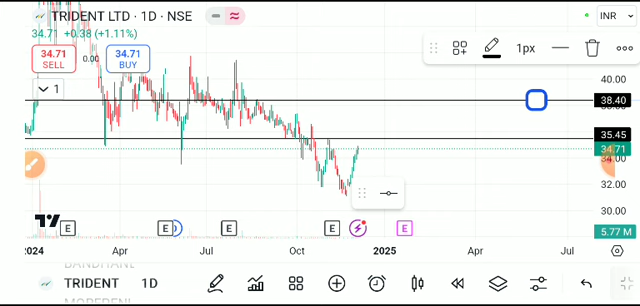 TRIDENT LTD · 1D · NSE
34.71 +0.38 (+1.11%)
34.71 SELL
0.00
34.71 BUY
1
INR
1px
40.00
38.40
35.45
34.71
34.00
32.00
30.00
5.77 M
E E D E E E
2024 Apr Jul Oct 2025 Apr Jul
TRIDENT 1D